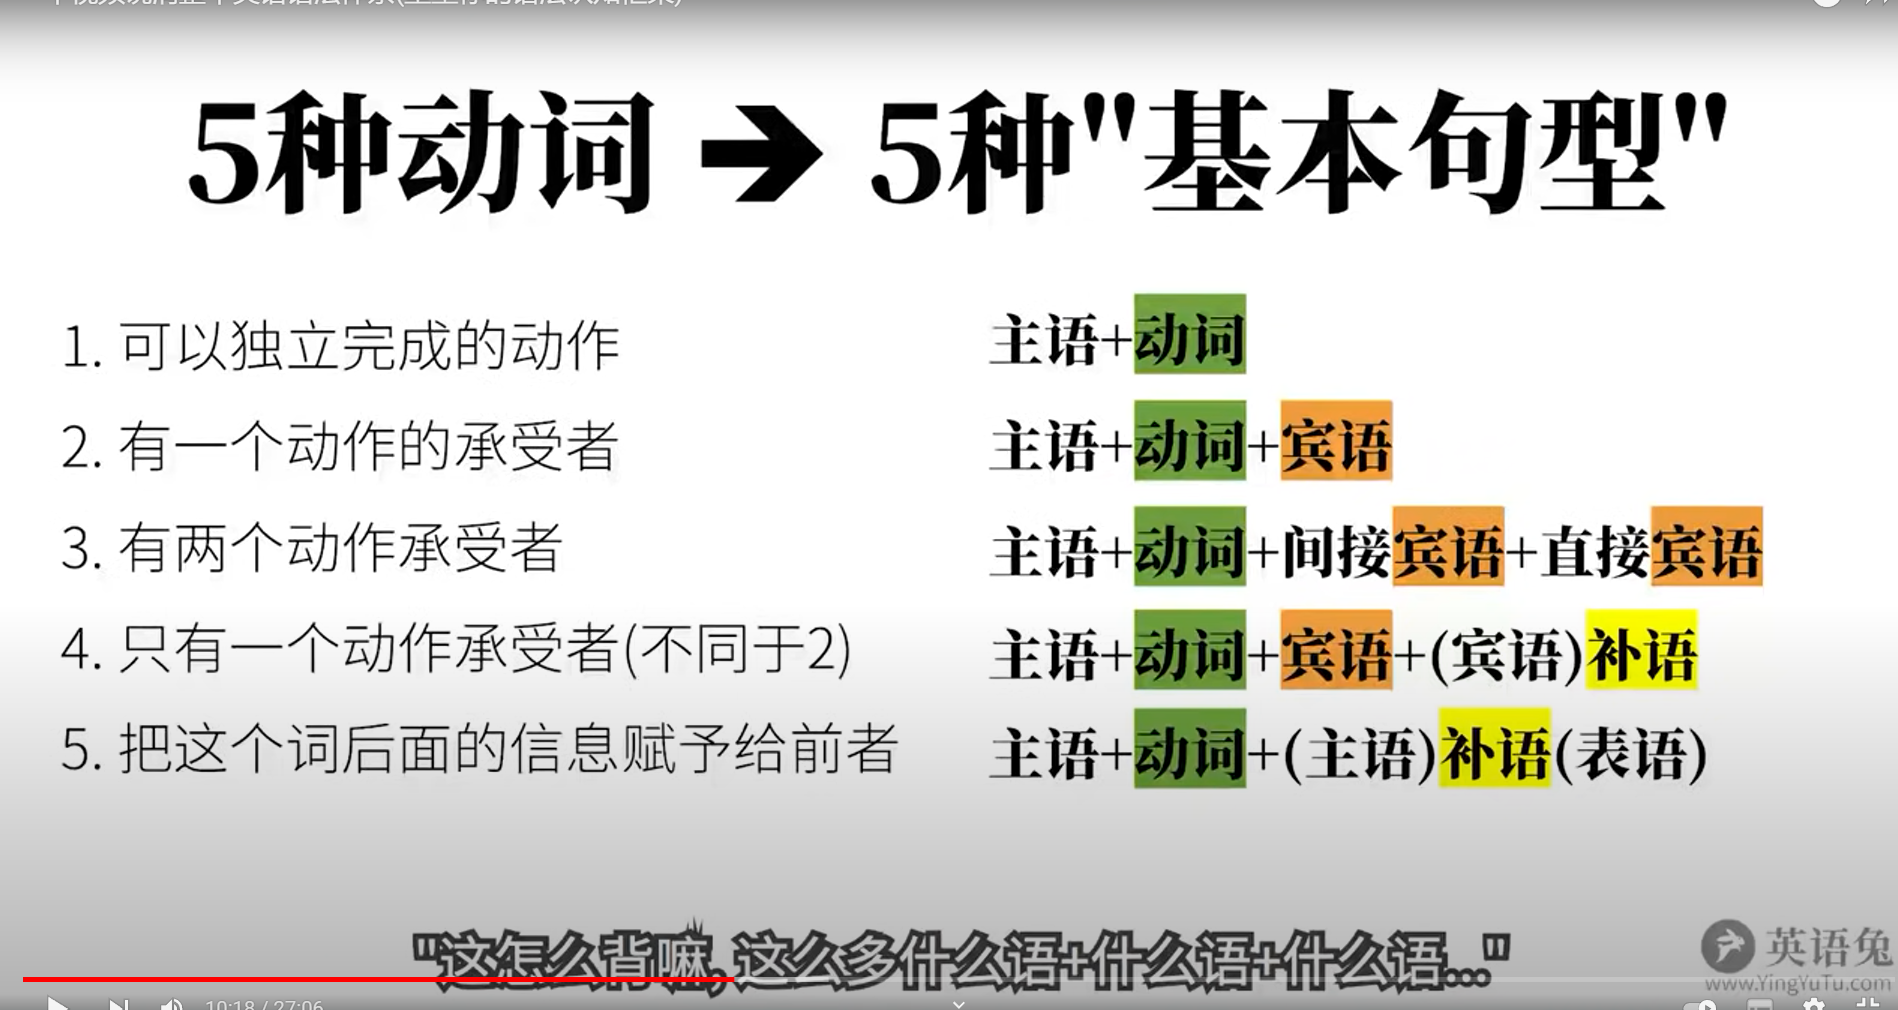 5种动词 → 5种"基本句型"
1. 可以独立完成的动作
主语+动词
2. 有一个动作的承受者
主语+动词+宾语
3. 有两个动作承受者
主语+动词+间接宾语+直接宾语
4. 只有一个动作承受者(不同于2)
主语+动词+宾语+(宾语)补语
5. 把这个词后面的信息赋予给前者
主语+动词+(主语)补语(表语)
"这怎么背嘛,这么多什么语+什么语+什么语..."
英语兔
www.YingYuTu.com
10:18 / 27:06